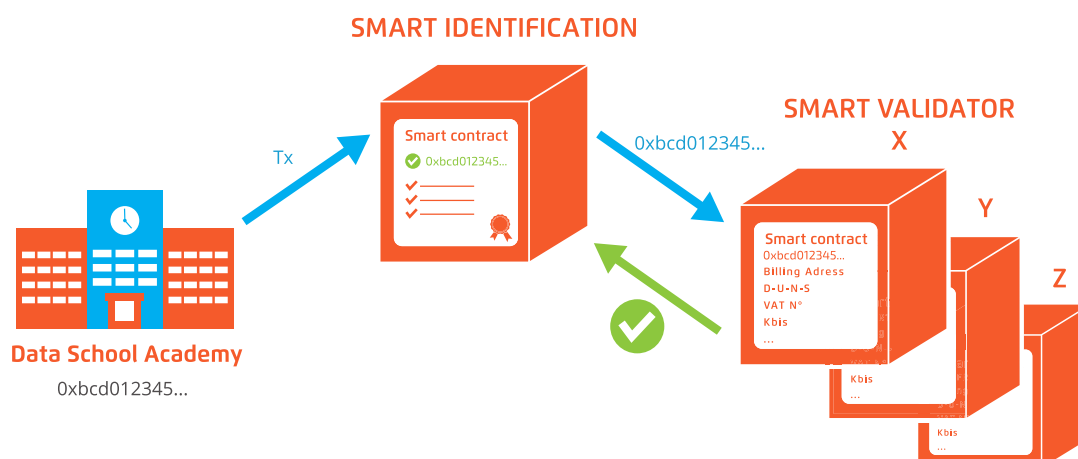 SMART IDENTIFICATION
SMART VALIDATOR
X
Y
Z
Tx
Smart contract
0xbcd012345...
0xbcd012345...
Smart contract
0xbcd012345...
Billing Adress
D-U-N-S
VAT N°
Kbis
...
Kbis
...
Kbis
...
Data School Academy
0xbcd012345...